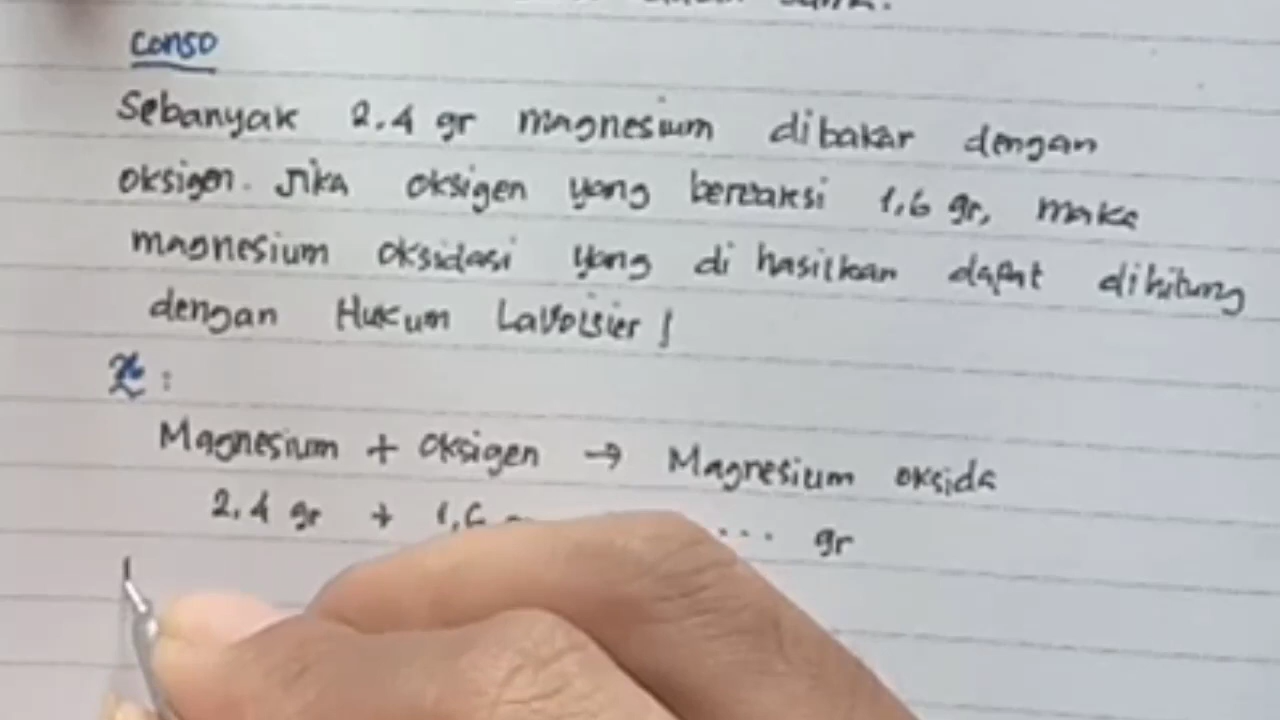 Conso
Sebanyak 2.4 gr magnesium dibakar dengan
oksigen. Jika oksigen yang bereaksi 1,6 gr, maka
magnesium oksidasi yang di hasilkan dapat dihitung
dengan Hukum Lavoisier !
:
Magnesium + oksigen → Magnesium oksida
2,4 gr + 1,6 ... gr